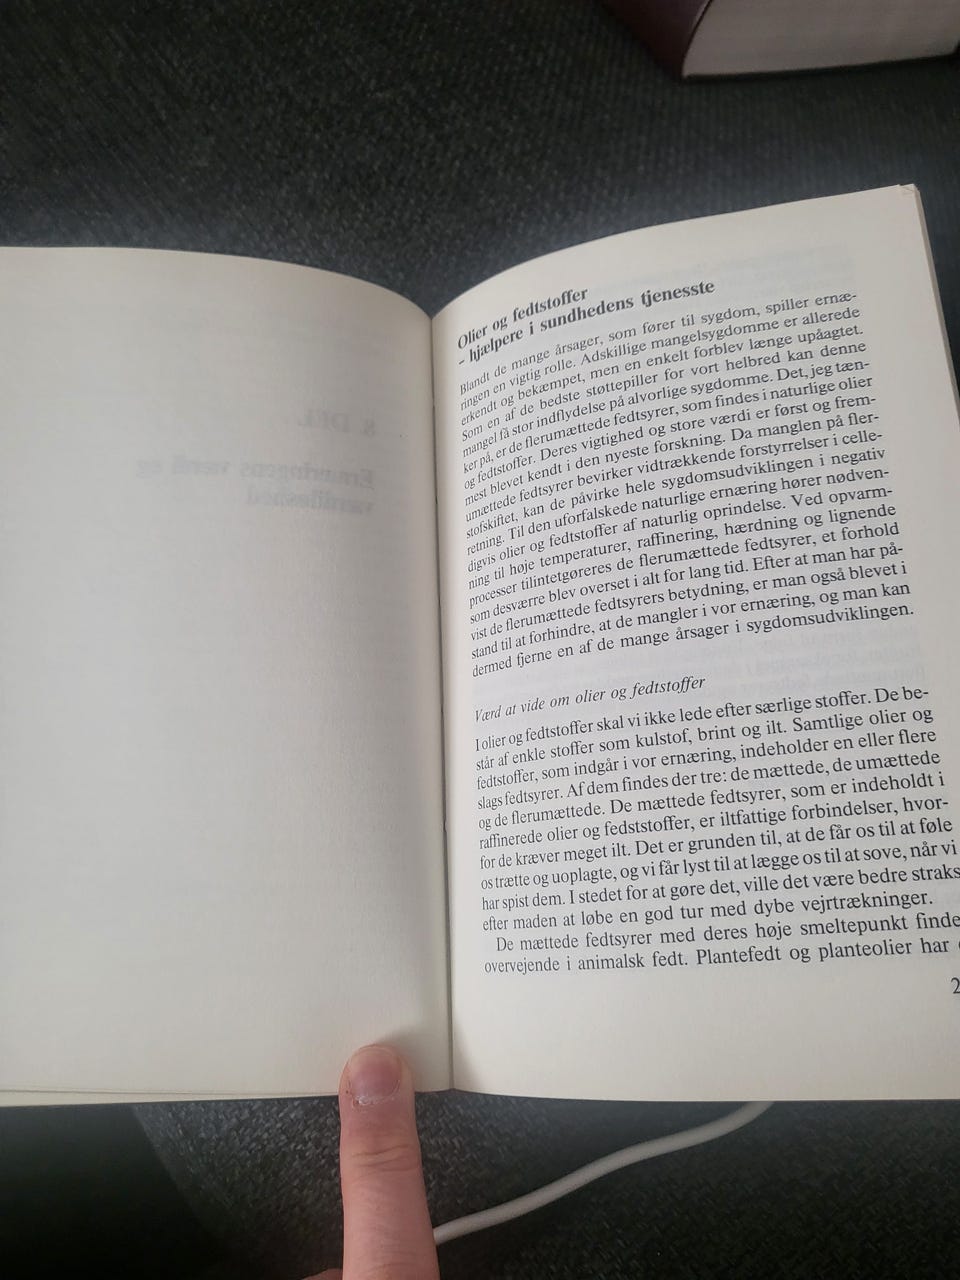 8. DEL
Ernæringens værdi og
værdiløshed
Olier og fedtstoffer
– hjælpere i sundhedens tjenesste
Blandt de mange årsager, som fører til sygdom, spiller ernæ-
ringen en vigtig rolle. Adskillige mangelsygdomme er allerede
erkendt og bekæmpet, men en enkelt forblev længe upåagtet.
Som en af de bedste støttepiller for vort helbred kan denne
mangel få stor indflydelse på alvorlige sygdomme. Det, jeg tæn-
ker på, er de flerumættede fedtsyrer, som findes i naturlige olier
og fedtstoffer. Deres vigtighed og store værdi er først og frem-
mest blevet kendt i den nyeste forskning. Da manglen på fler-
umættede fedtsyrer bevirker vidtrækkende forstyrrelser i celle-
stofskiftet, kan de påvirke hele sygdomsudviklingen i negativ
retning. Til den uforfalskede naturlige ernæring hører nødven-
digvis olier og fedtstoffer af naturlig oprindelse. Ved opvarm-
ning til høje temperaturer, raffinering, hærdning og lignende
processer tilintetgøreres de flerumættede fedtsyrer, et forhold
som desværre blev overset i alt for lang tid. Efter at man har på-
vist de flerumættede fedtsyrers betydning, er man også blevet i
stand til at forhindre, at de mangler i vor ernæring, og man kan
dermed fjerne en af de mange årsager i sygdomsudviklingen.
Værd at vide om olier og fedtstoffer
I olier og fedtstoffer skal vi ikke lede efter særlige stoffer. De be-
står af enkle stoffer som kulstof, brint og ilt. Samtlige olier og
fedtstoffer, som indgår i vor ernæring, indeholder en eller flere
slags fedtsyrer. Af dem findes der tre: de mættede, de umættede
og de flerumættede. De mættede fedtsyrer, som er indeholdt i
raffinerede olier og fedststoffer, er iltfattige forbindelser, hvor-
for de kræver meget ilt. Det er grunden til, at de får os til at føle
os trætte og uoplagte, og vi får lyst til at lægge os til at sove, når vi
har spist dem. I stedet for at gøre det, ville det være bedre straks
efter maden at løbe en god tur med dybe vejrtrækninger.
De mættede fedtsyrer med deres høje smeltepunkt finde
overvejende i animalsk fedt. Plantefedt og planteolier har
2